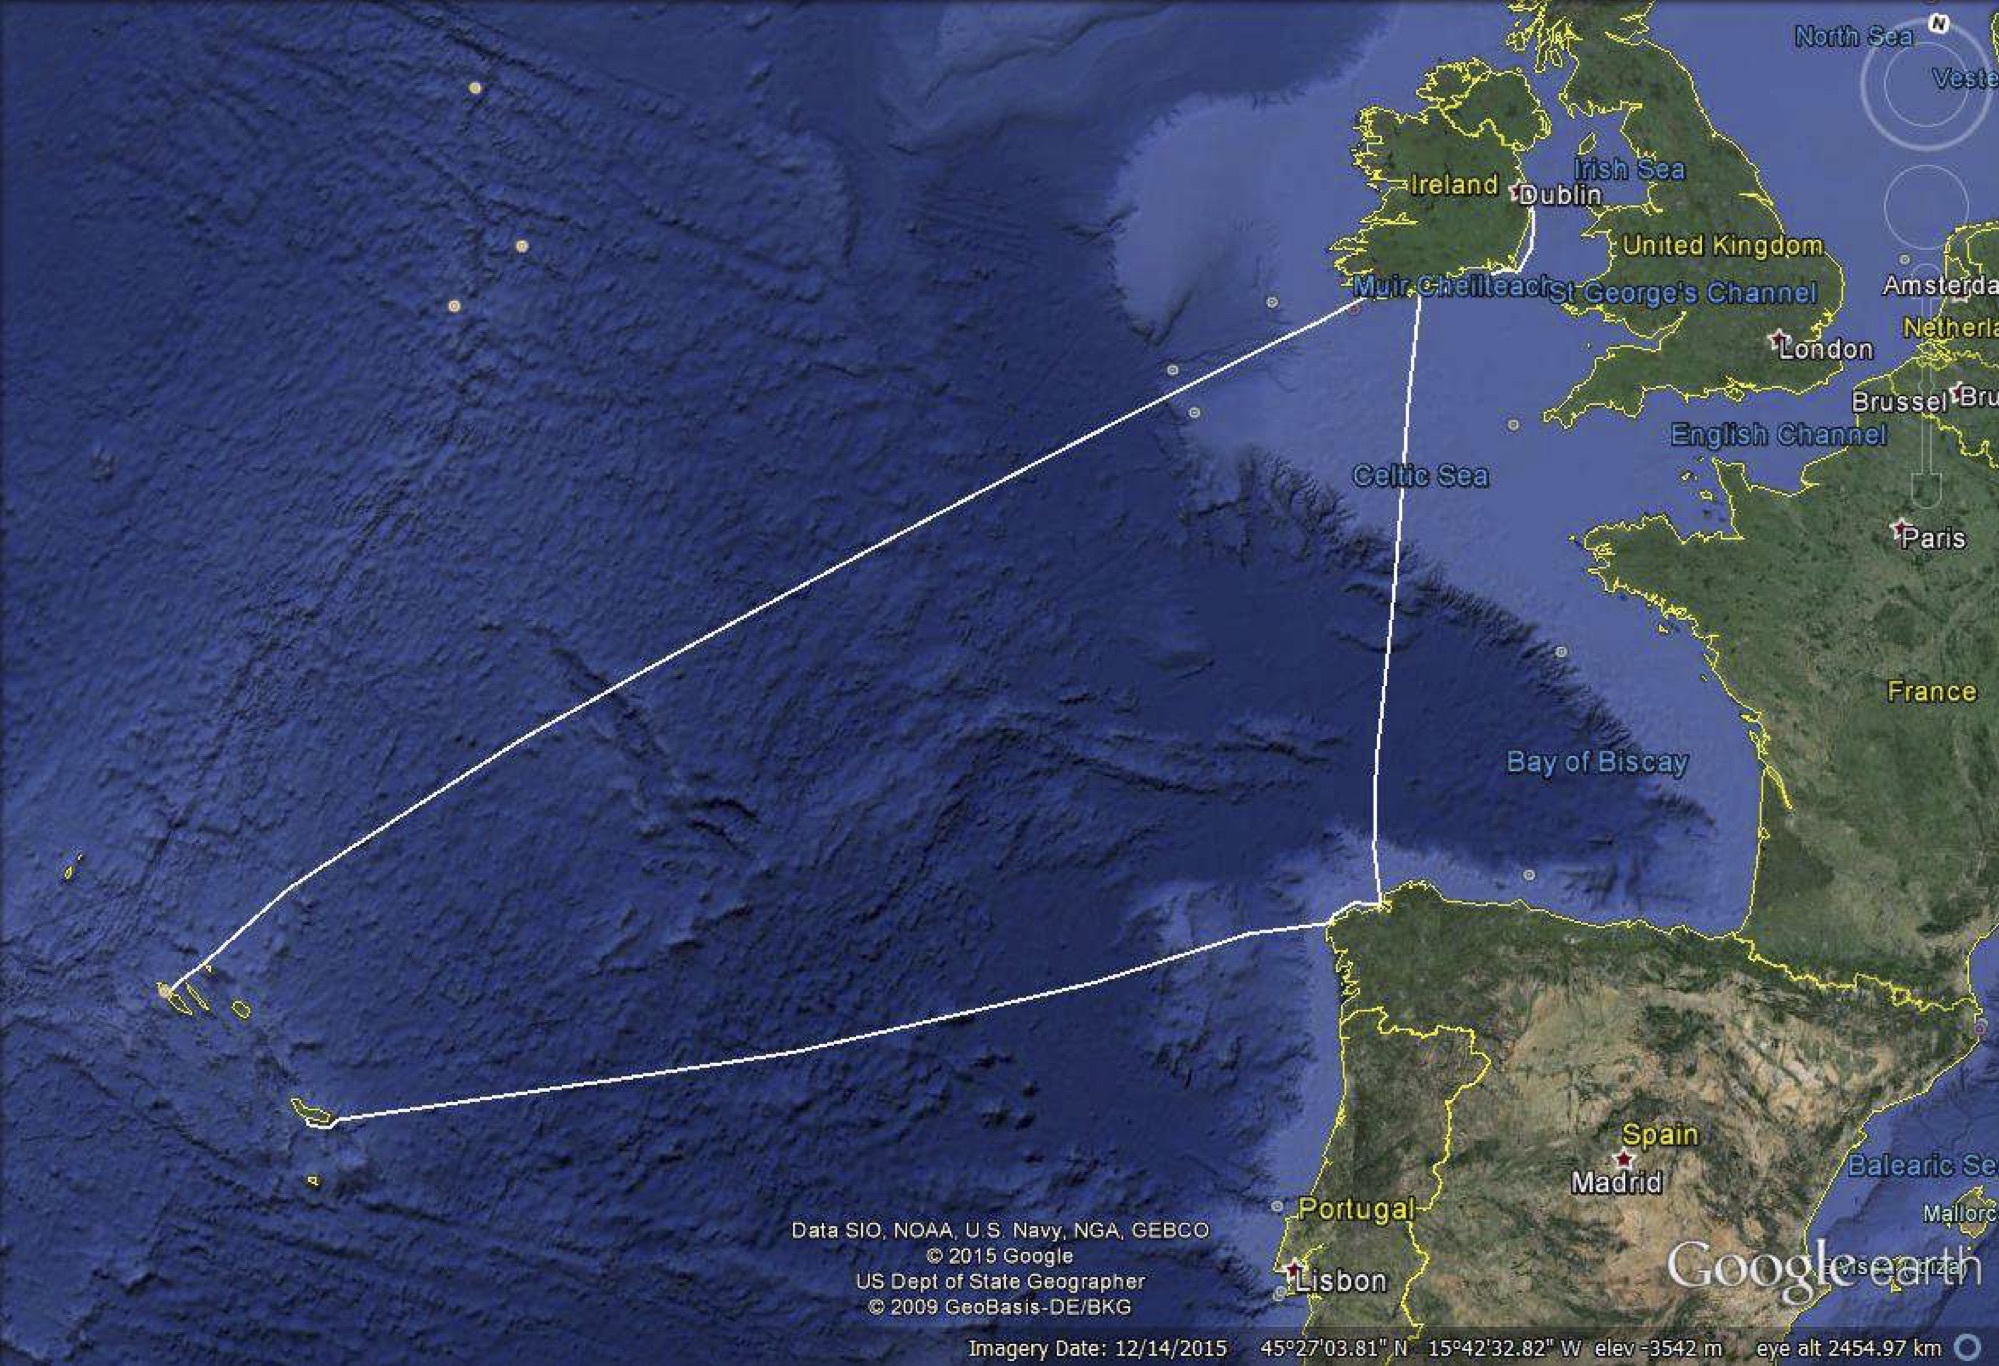 N
North Sea
Veste
Irish Sea
Ireland
Dublin
United Kingdom
Muir Cheilteach
St George's Channel
Amsterda
Netherla
London
Brussel
Bru
English Channel
Celtic Sea
Paris
France
Bay of Biscay
Spain
Madrid
Balearic Se
Portugal
Mallorc
Data SIO, NOAA, U.S. Navy, NGA, GEBCO
© 2015 Google
US Dept of State Geographer
© 2009 GeoBasis-DE/BKG
Lisbon
Google earth
Imagery Date: 12/14/2015 45°27'03.81" N 15°42'32.82" W elev -3542 m eye alt 2454.97 km